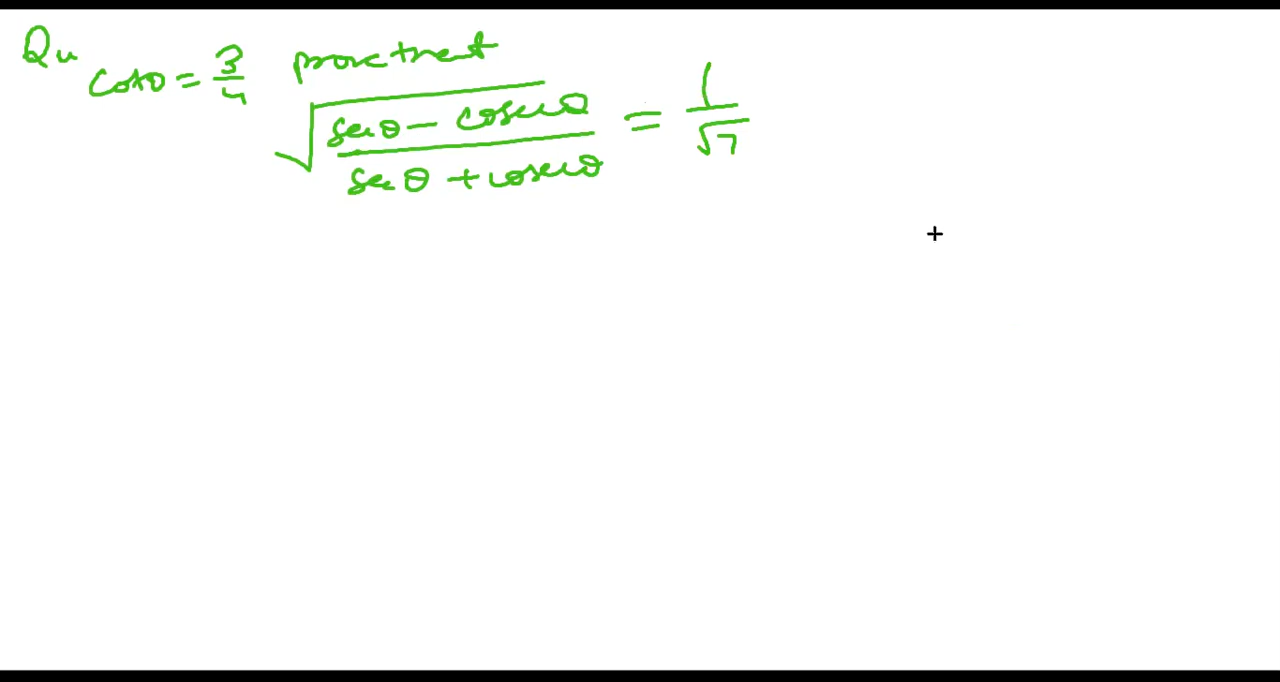 Qu
cotθ = 3/4 prove that
√((secθ − cosecθ)/(secθ + cosecθ)) = 1/√7